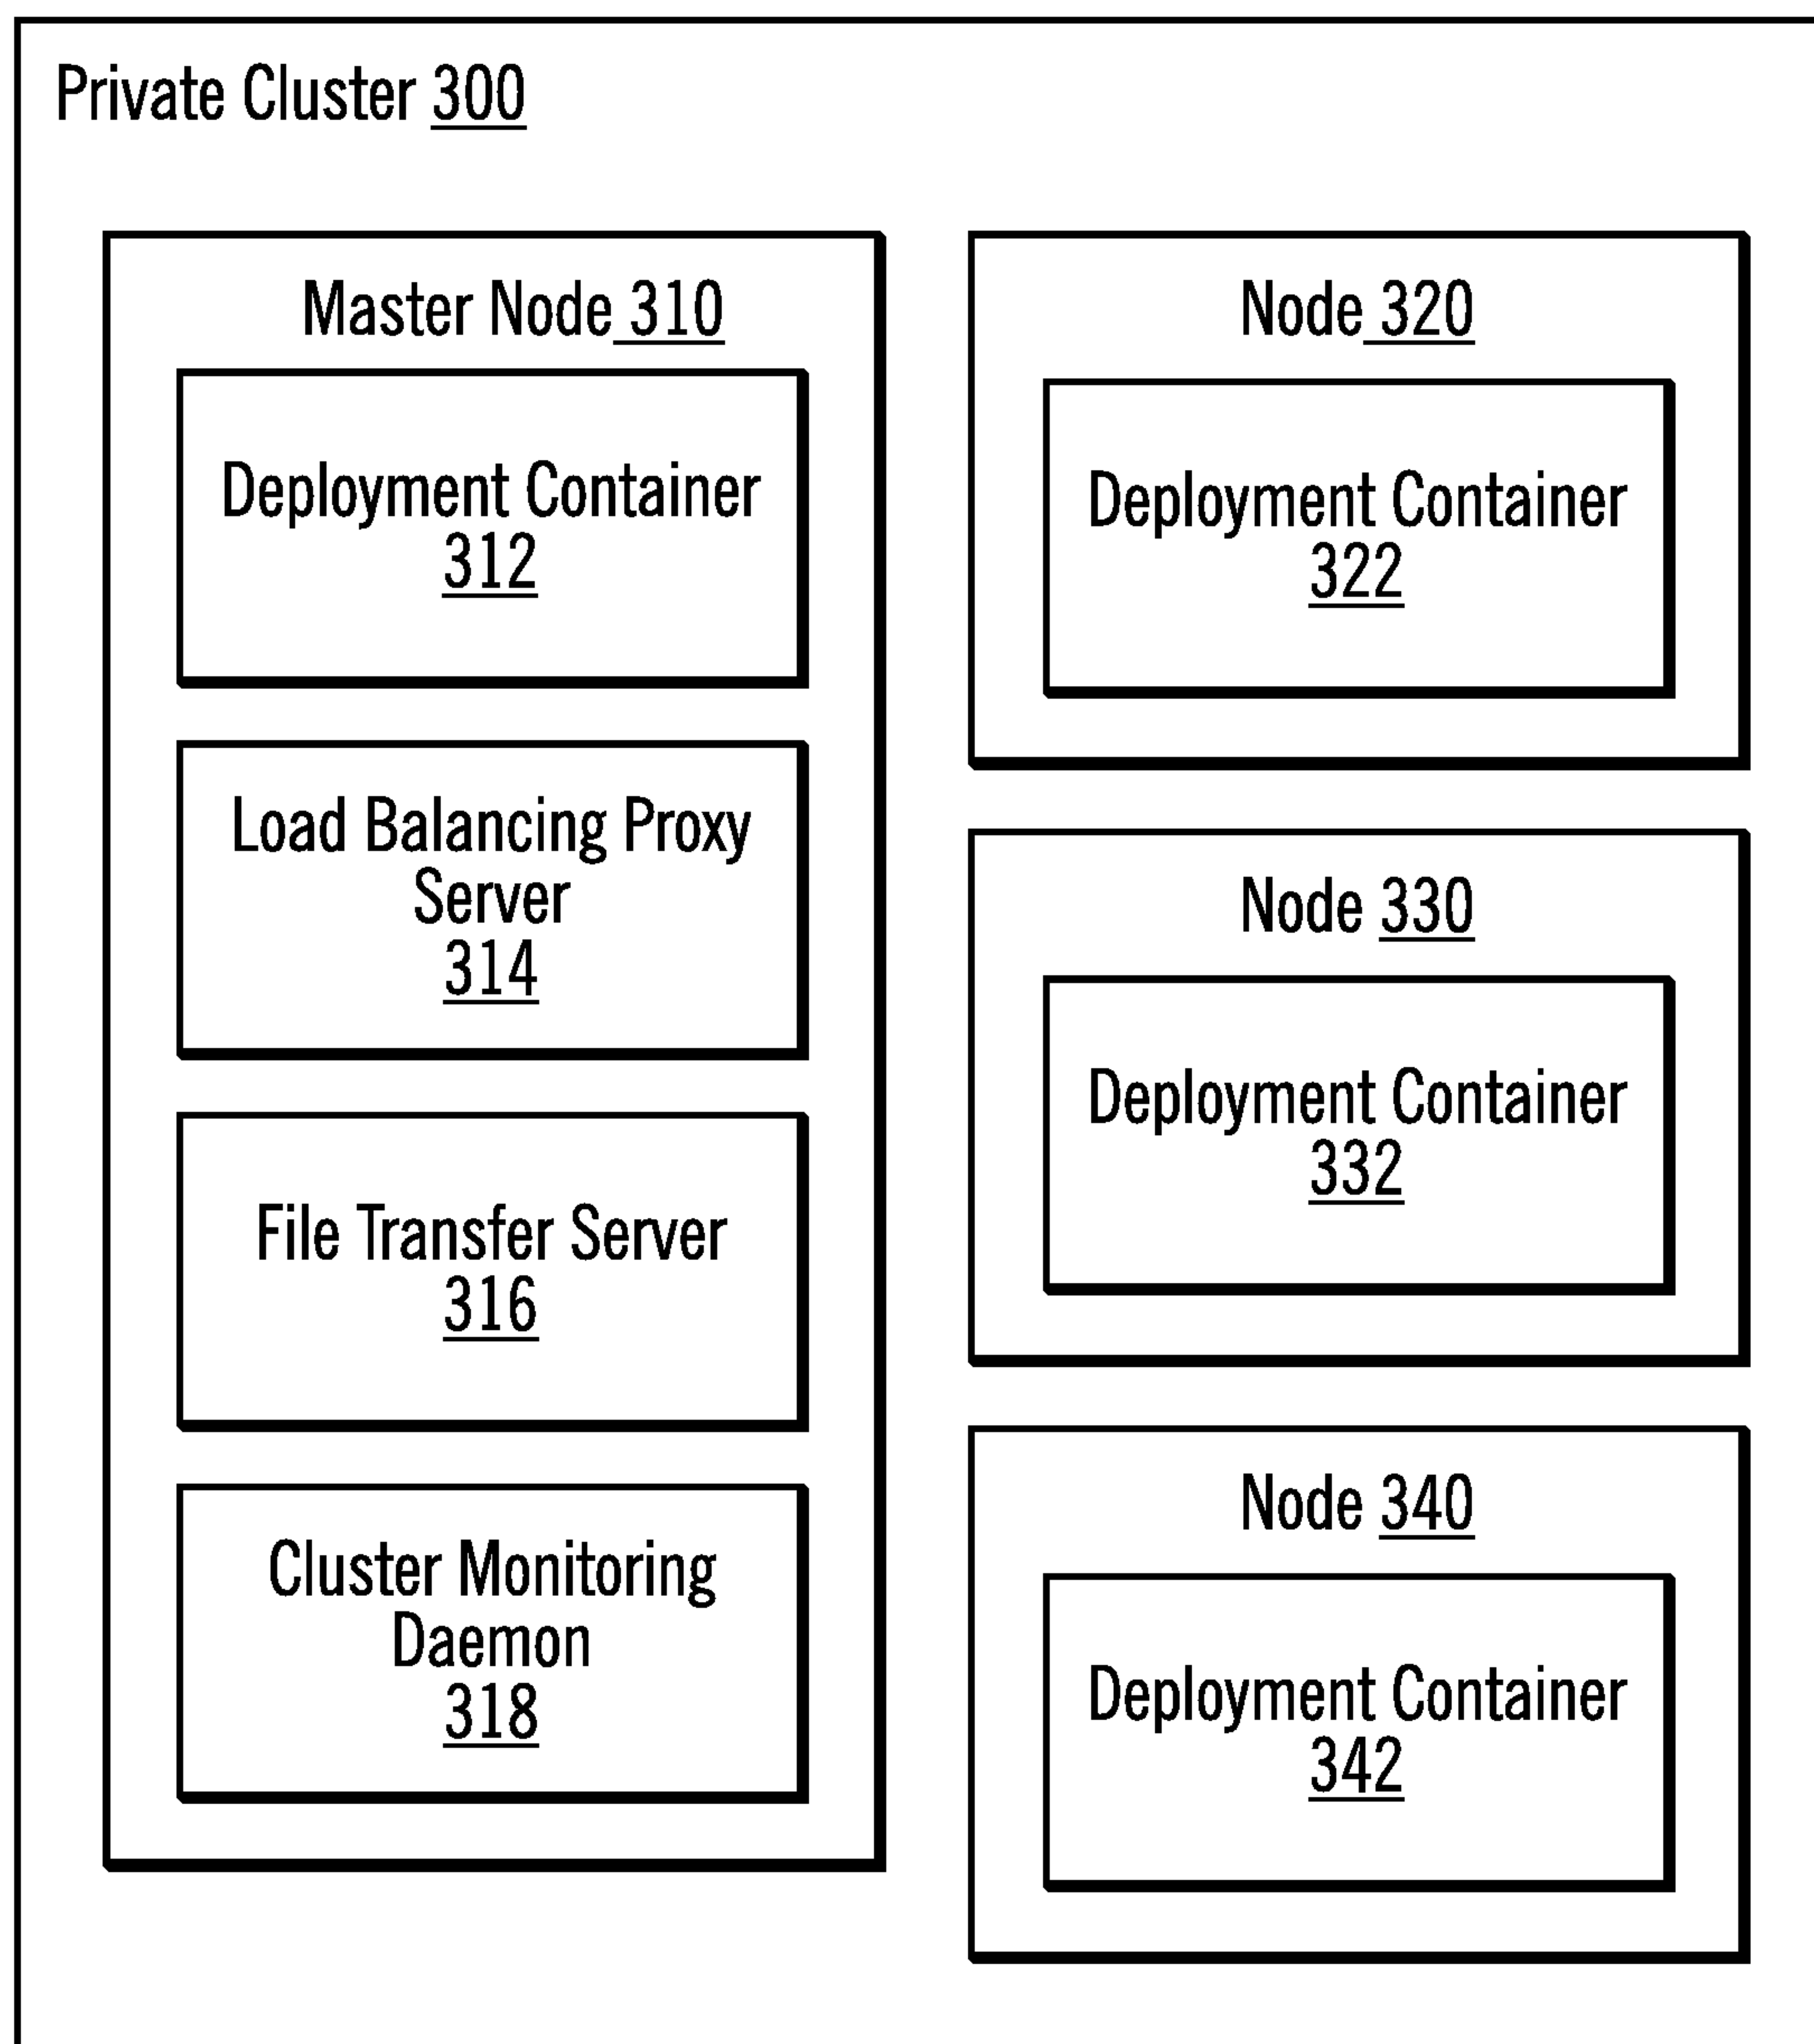 Private Cluster 300
Master Node 310
Deployment Container
312
Load Balancing Proxy
Server
314
File Transfer Server
316
Cluster Monitoring
Daemon
318
Node 320
Deployment Container
322
Node 330
Deployment Container
332
Node 340
Deployment Container
342